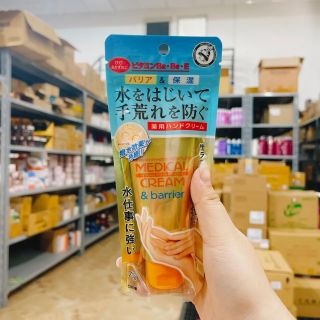 ビタミンB2・B6・E
バリア & 保湿
水をはじいて
手荒れを防ぐ
薬用ハンドクリーム
水仕事に強い
MEDICAL
CREAM
& barrier